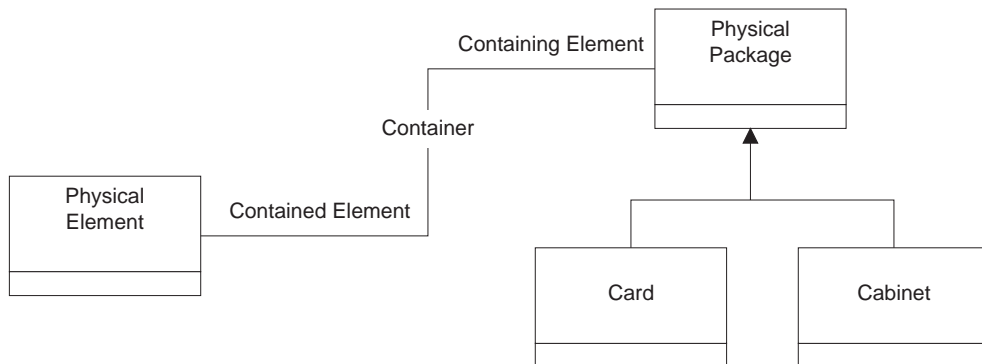 Physical
Package
Containing Element
Container
Physical
Element
Contained Element
Card
Cabinet